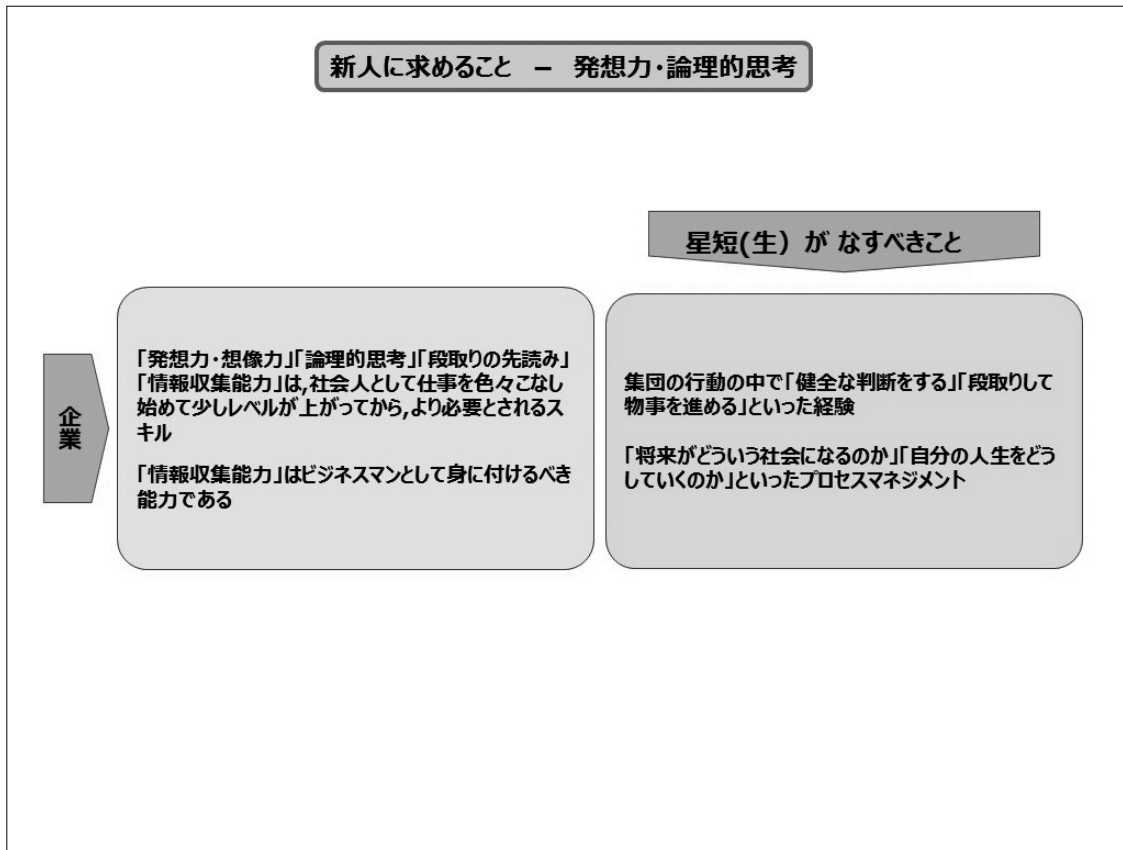 新人に求めること － 発想力・論理的思考
星短(生）が なすべきこと
企業
「発想力・想像力」「論理的思考」「段取りの先読み」
「情報収集能力」は,社会人として仕事を色々こなし
始めて少しレベルが上がってから,より必要とされるス
キル
「情報収集能力」はビジネスマンとして身に付けるべき
能力である
集団の行動の中で「健全な判断をする」「段取りして
物事を進める」といった経験
「将来がどういう社会になるのか」「自分の人生をどう
していくのか」といったプロセスマネジメント